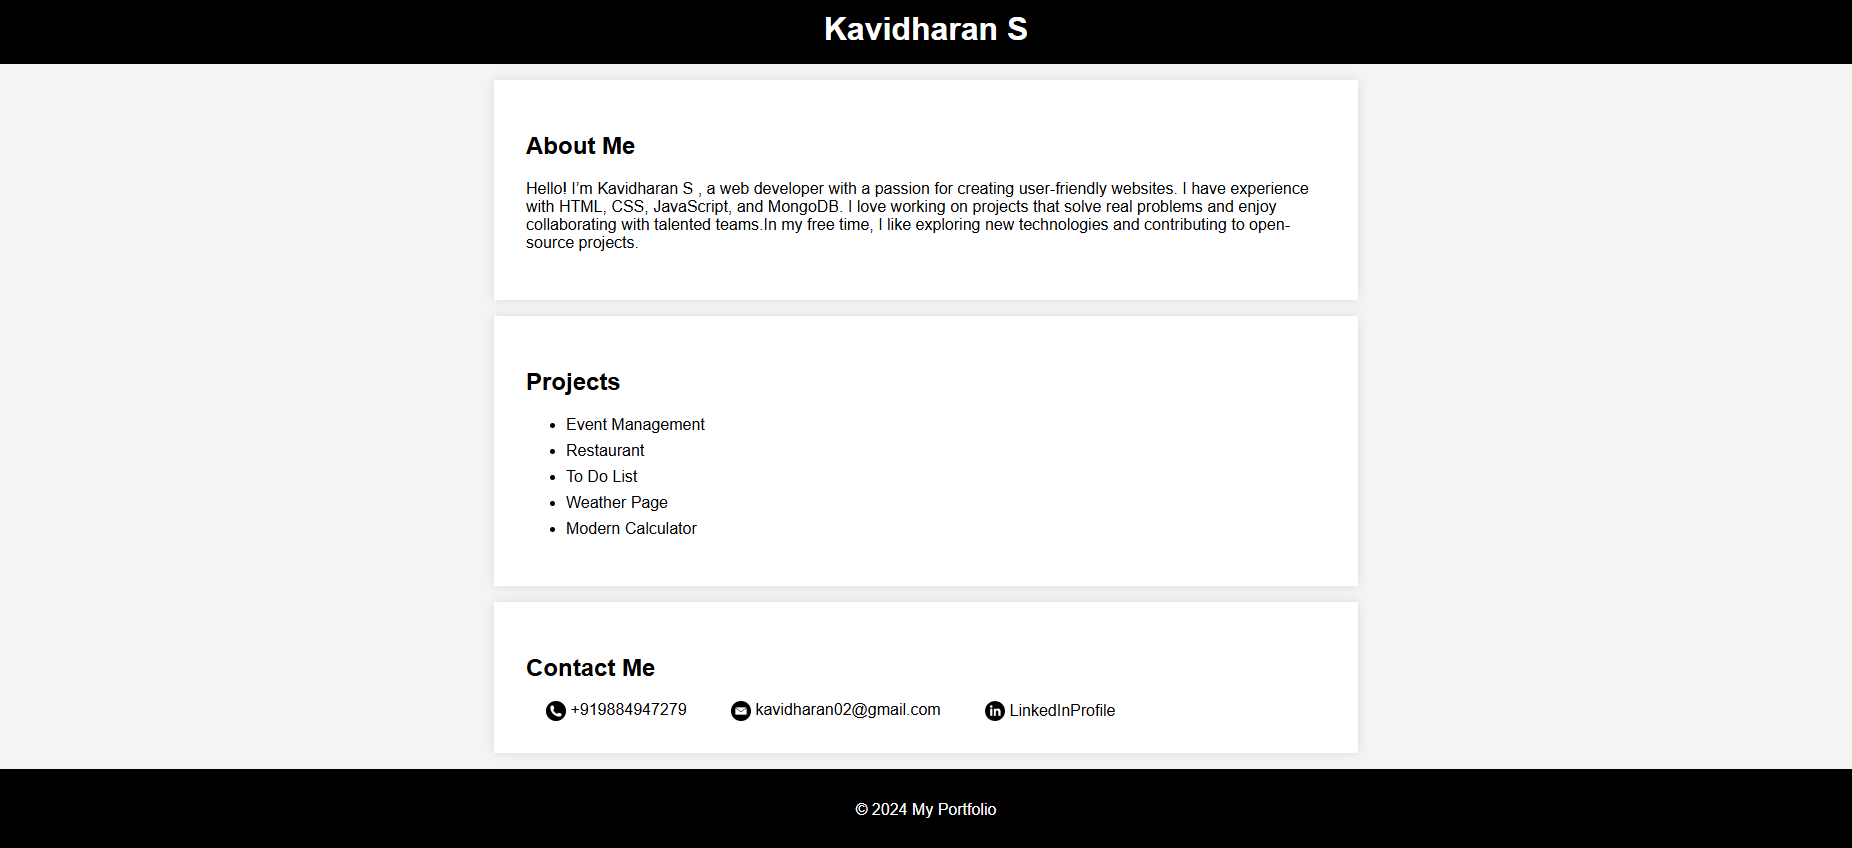 Kavidharan S
About Me
Hello! I’m Kavidharan S , a web developer with a passion for creating user-friendly websites. I have experience
with HTML, CSS, JavaScript, and MongoDB. I love working on projects that solve real problems and enjoy
collaborating with talented teams.In my free time, I like exploring new technologies and contributing to open-
source projects.
Projects
• Event Management
• Restaurant
• To Do List
• Weather Page
• Modern Calculator
Contact Me
+919884947279 kavidharan02@gmail.com LinkedInProfile
© 2024 My Portfolio